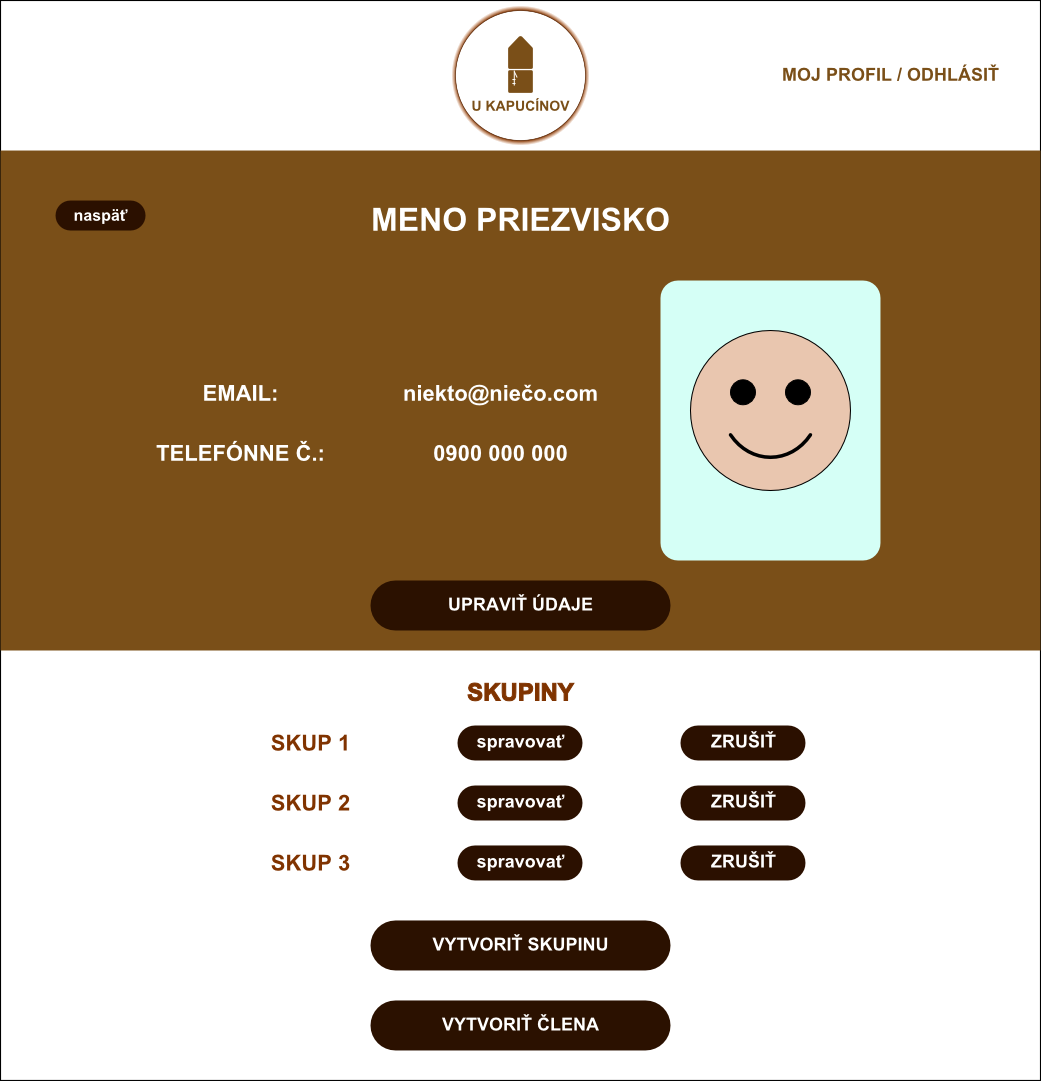 U KAPUCÍNOV
MOJ PROFIL / ODHLÁSIŤ
naspäť
MENO PRIEZVISKO
EMAIL: niekto@niečo.com
TELEFÓNNE Č.: 0900 000 000
UPRAVIŤ ÚDAJE
SKUPINY
SKUP 1 spravovať ZRUŠIŤ
SKUP 2 spravovať ZRUŠIŤ
SKUP 3 spravovať ZRUŠIŤ
VYTVORIŤ SKUPINU
VYTVORIŤ ČLENA